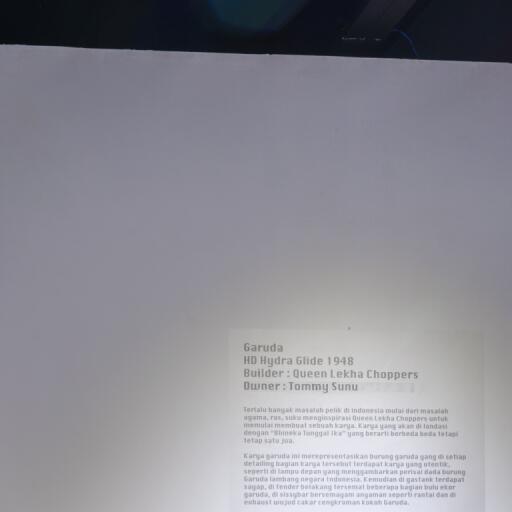 Garuda
HD Hydra Glide 1948
Builder : Queen Lekha Choppers
Owner : Tommy Sunu
Terlalu banyak masalah pelik di Indonesia mulai dari masalah
agama, ras, suku menginspirasi Queen Lekha Choppers untuk
memulai membuat sebuah karya. Karya yang akan di landasi
dengan "Bhineka Tunggal Ika" yang berarti berbeda beda tetapi
tetap satu jua.
Karya garuda ini merepresentasikan burung garuda yang di setiap
detailing bagian karya tersebut terdapat karya yang otentik,
seperti di lampu depan yang menggambarkan perisai dada burung
Garuda lambang negara Indonesia. Kemudian di gastank terdapat
sayap, di fender belakang tersemat beberapa bagian bulu ekor
garuda, di sissybar bersemagam anyaman seperti rantai dan di
exhaust wujud cakar cengkraman kokoh Garuda.